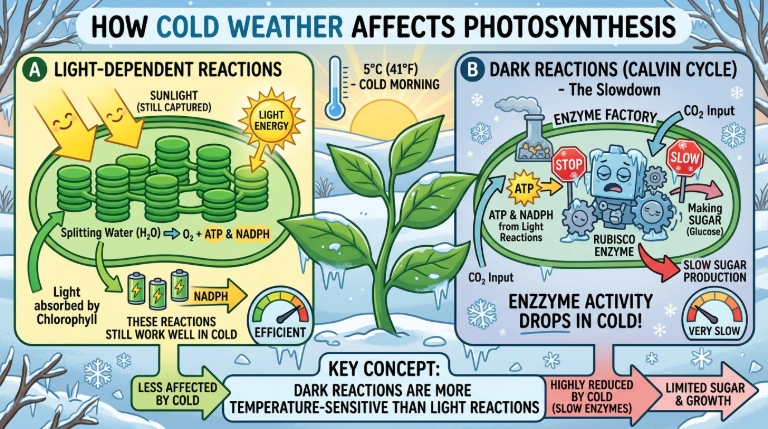 HOW COLD WEATHER AFFECTS PHOTOSYNTHESIS
A LIGHT-DEPENDENT REACTIONS
SUNLIGHT
(STILL CAPTURED)
LIGHT
ENERGY
Splitting Water (H₂O) → O₂ + ATP & NADPH
Light
absorbed by
Chlorophyll
NADPH
THESE REACTIONS
STILL WORK WELL IN COLD
EFFICIENT
LESS AFFECTED
BY COLD
5°C (41°F)
- COLD MORNING
B DARK REACTIONS (CALVIN CYCLE)
- The Slowdown
ENZYME FACTORY
CO₂ Input
STOP
SLOW
ATP
ATP & NADPH
from Light
Reactions
RUBISCO
ENZYME
Making
SUGAR
(Glucose)
CO₂ Input
SLOW SUGAR
PRODUCTION
ENZZYME ACTIVITY
DROPS IN COLD!
VERY SLOW
KEY CONCEPT:
DARK REACTIONS ARE MORE
TEMPERATURE-SENSITIVE THAN LIGHT REACTIONS
HIGHLY REDUCED
BY COLD
(SLOW ENZYMES)
LIMITED SUGAR
& GROWTH